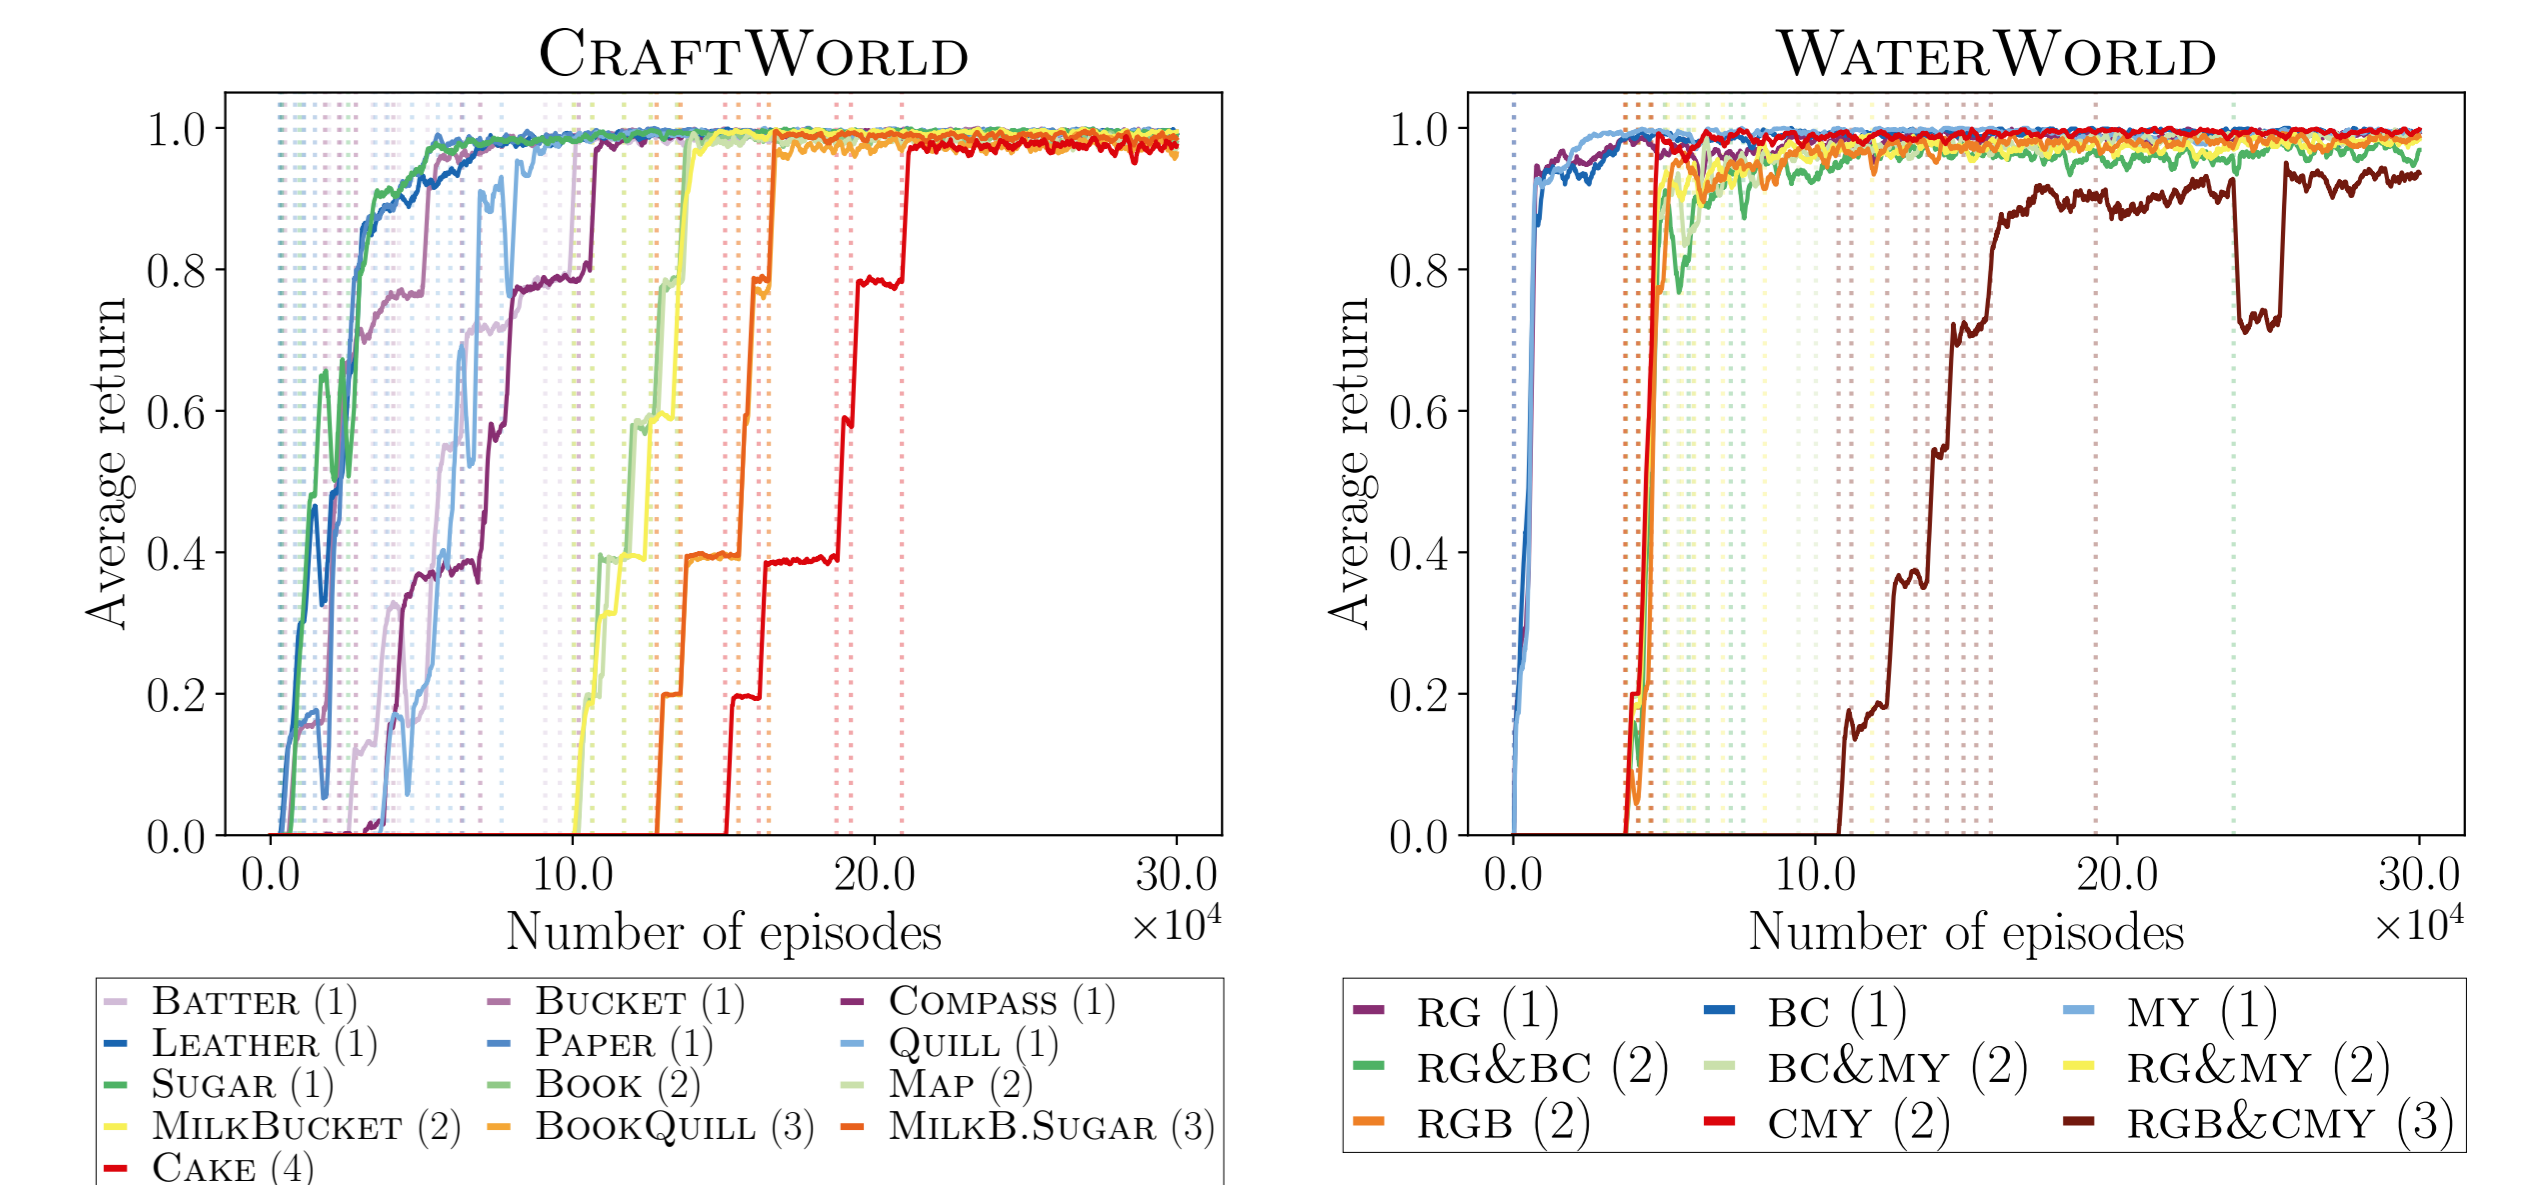 CRAFTWORLD
1.0
0.8
0.6
0.4
0.2
0.0
Average return
0.0 10.0 20.0 30.0
×10⁴
Number of episodes
BATTER (1) BUCKET (1) COMPASS (1)
LEATHER (1) PAPER (1) QUILL (1)
SUGAR (1) BOOK (2) MAP (2)
MILKBUCKET (2) BOOKQUILL (3) MILKB.SUGAR (3)
CAKE (4)
WATERWORLD
1.0
0.8
0.6
0.4
0.2
0.0
Average return
0.0 10.0 20.0 30.0
×10⁴
Number of episodes
RG (1) BC (1) MY (1)
RG&BC (2) BC&MY (2) RG&MY (2)
RGB (2) CMY (2) RGB&CMY (3)